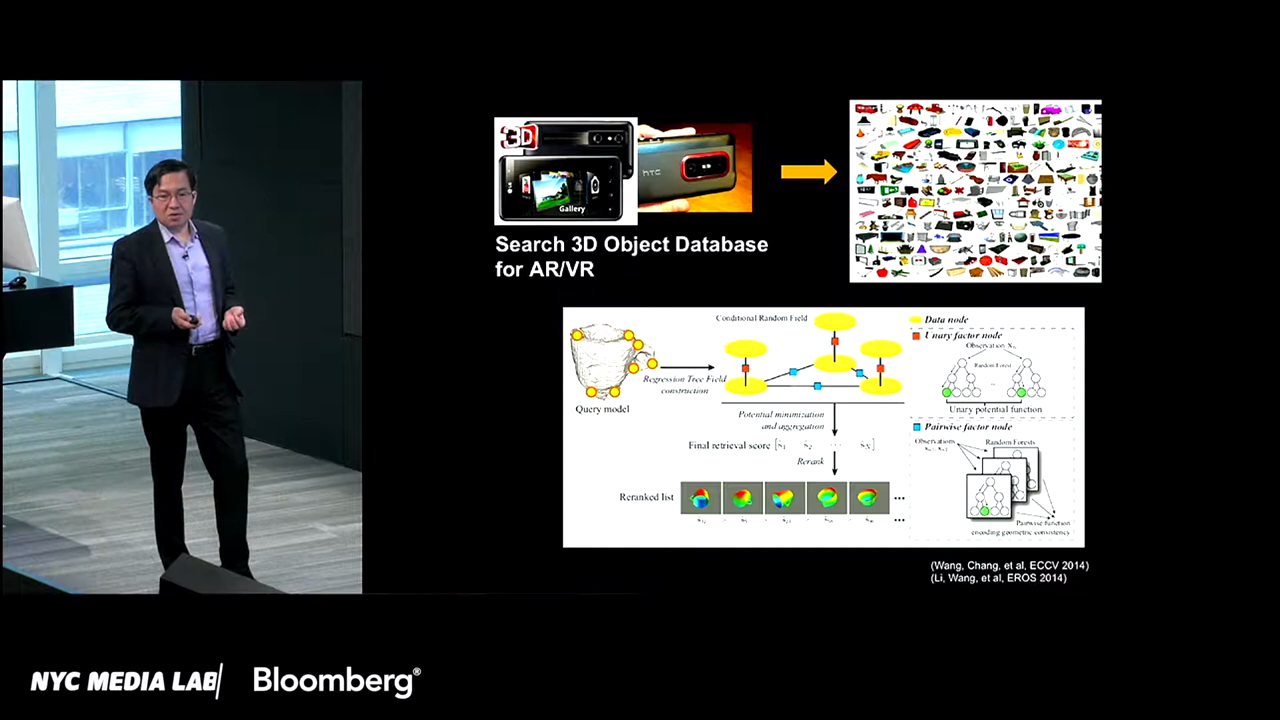 3D
Gallery
hTC
Search 3D Object Database
for AR/VR
Conditional Random Field
Data node
Unary factor node
Random Forest
Unary potential function
Query model
Regression Tree Field
construction
Potential minimization
and aggregation
Final retrieval score
Rerank
Reranked list
Pairwise factor node
Observations
Random Forests
Pairwise function
encoding geometric consistency
(Wang, Chang, et al, ECCV 2014)
(Li, Wang, et al, EROS 2014)
NYC MEDIA LAB
Bloomberg®